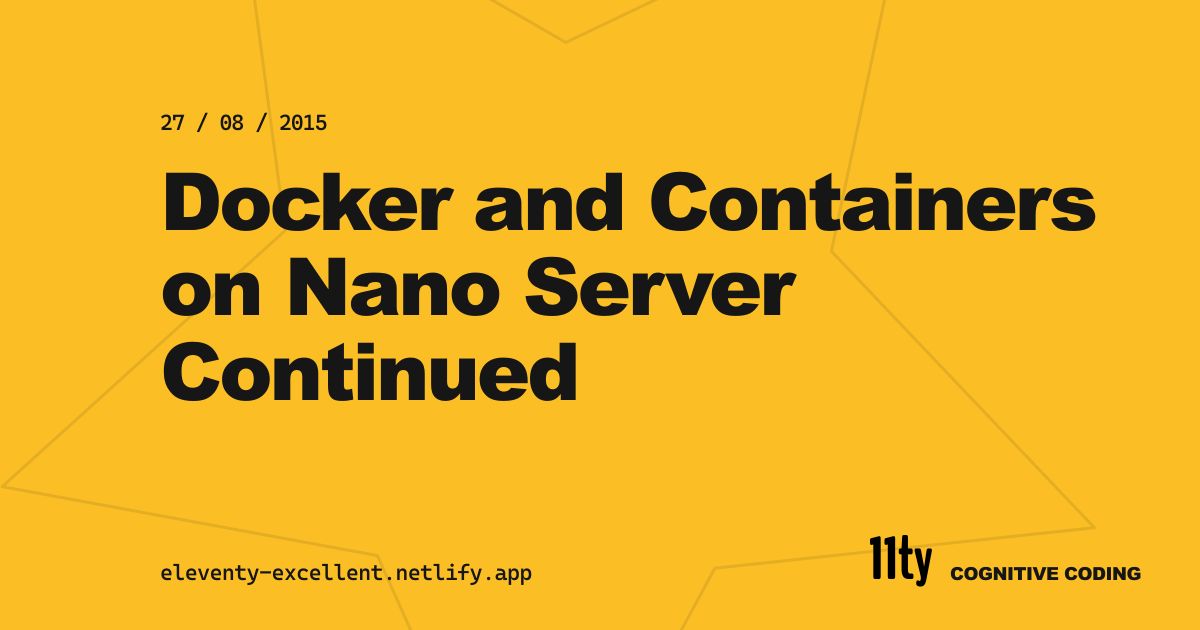 27 / 08 / 2015
Docker and Containers
on Nano Server
Continued
eleventy-excellent.netlify.app
11ty COGNITIVE CODING